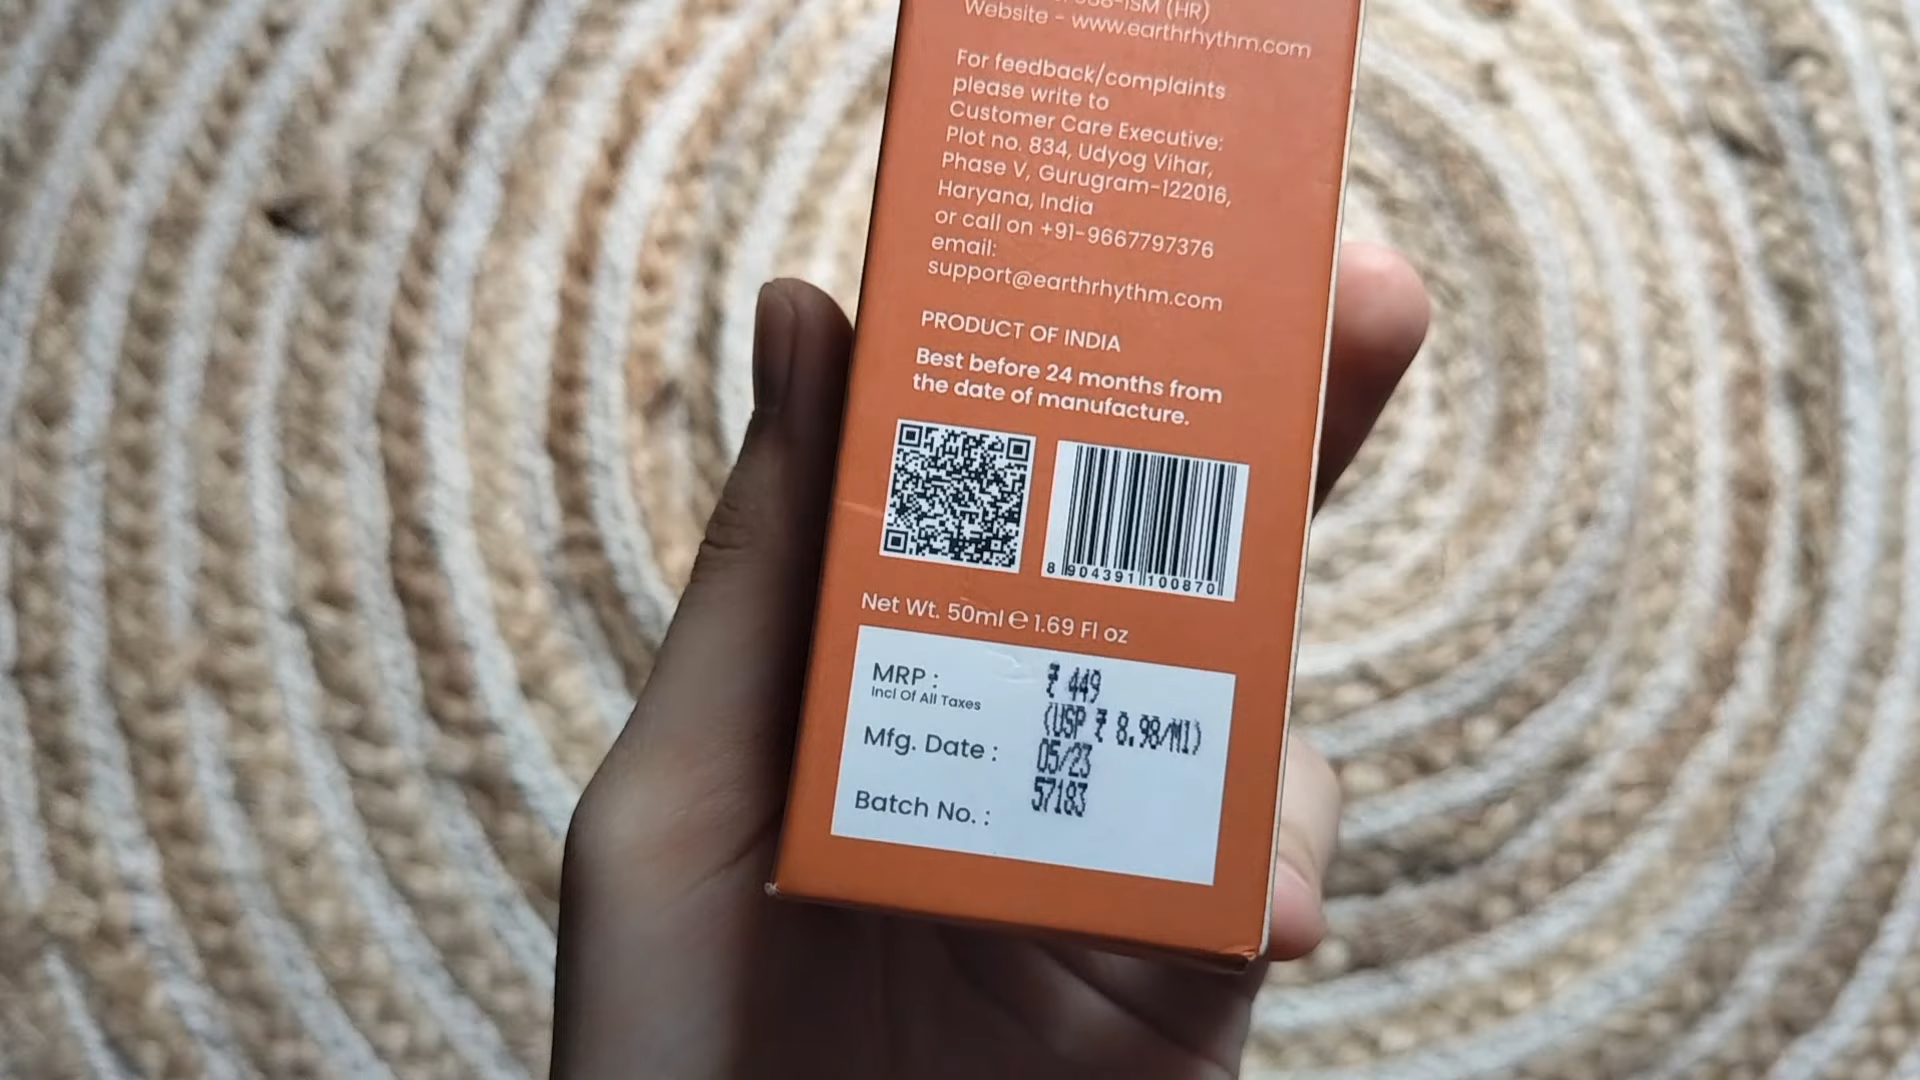 -ISM (HR)
Website - www.earthrhythm.com
For feedback/complaints
please write to
Customer Care Executive:
Plot no. 834, Udyog Vihar,
Phase V, Gurugram-122016,
Haryana, India
or call on +91-9667797376
email:
support@earthrhythm.com
PRODUCT OF INDIA
Best before 24 months from
the date of manufacture.
8 904391 100870
Net Wt. 50ml ℮ 1.69 Fl oz
MRP : ₹ 449
Incl Of All Taxes
(USP ₹ 8.98/Ml)
Mfg. Date : 05/23
Batch No. : 57183